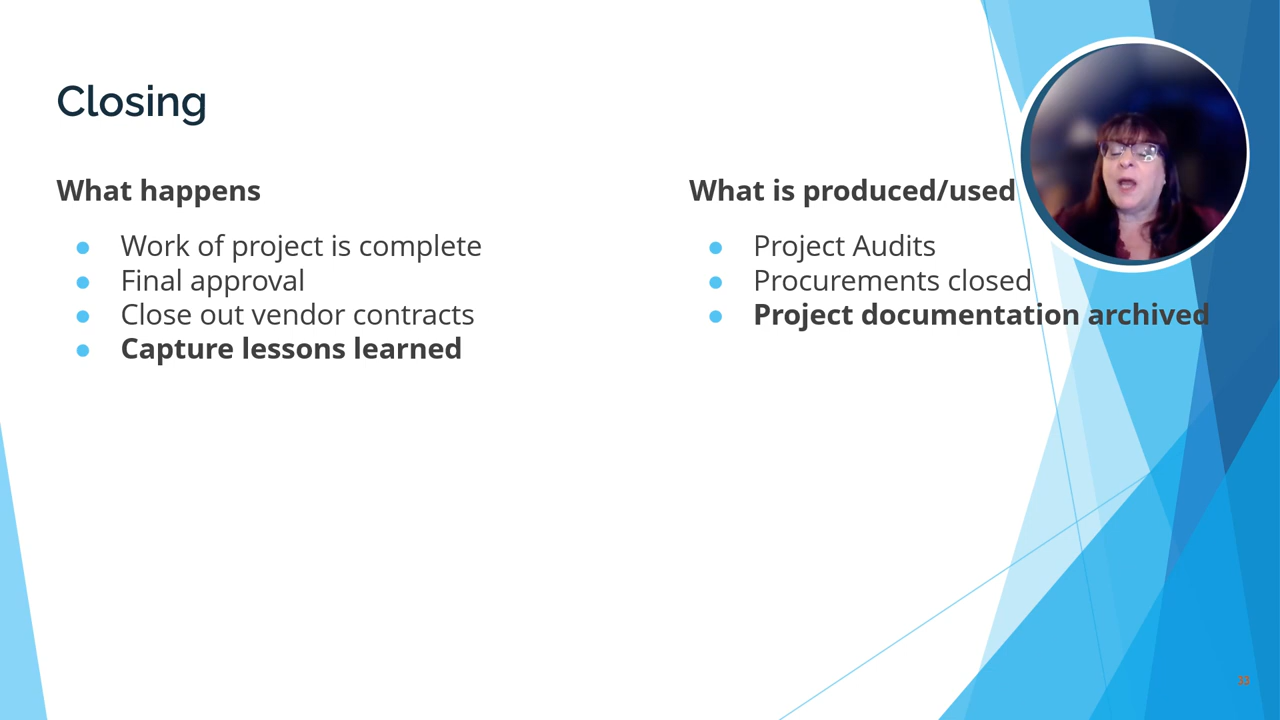 Closing
What happens
Work of project is complete
Final approval
Close out vendor contracts
Capture lessons learned
What is produced/used
Project Audits
Procurements closed
Project documentation archived
33